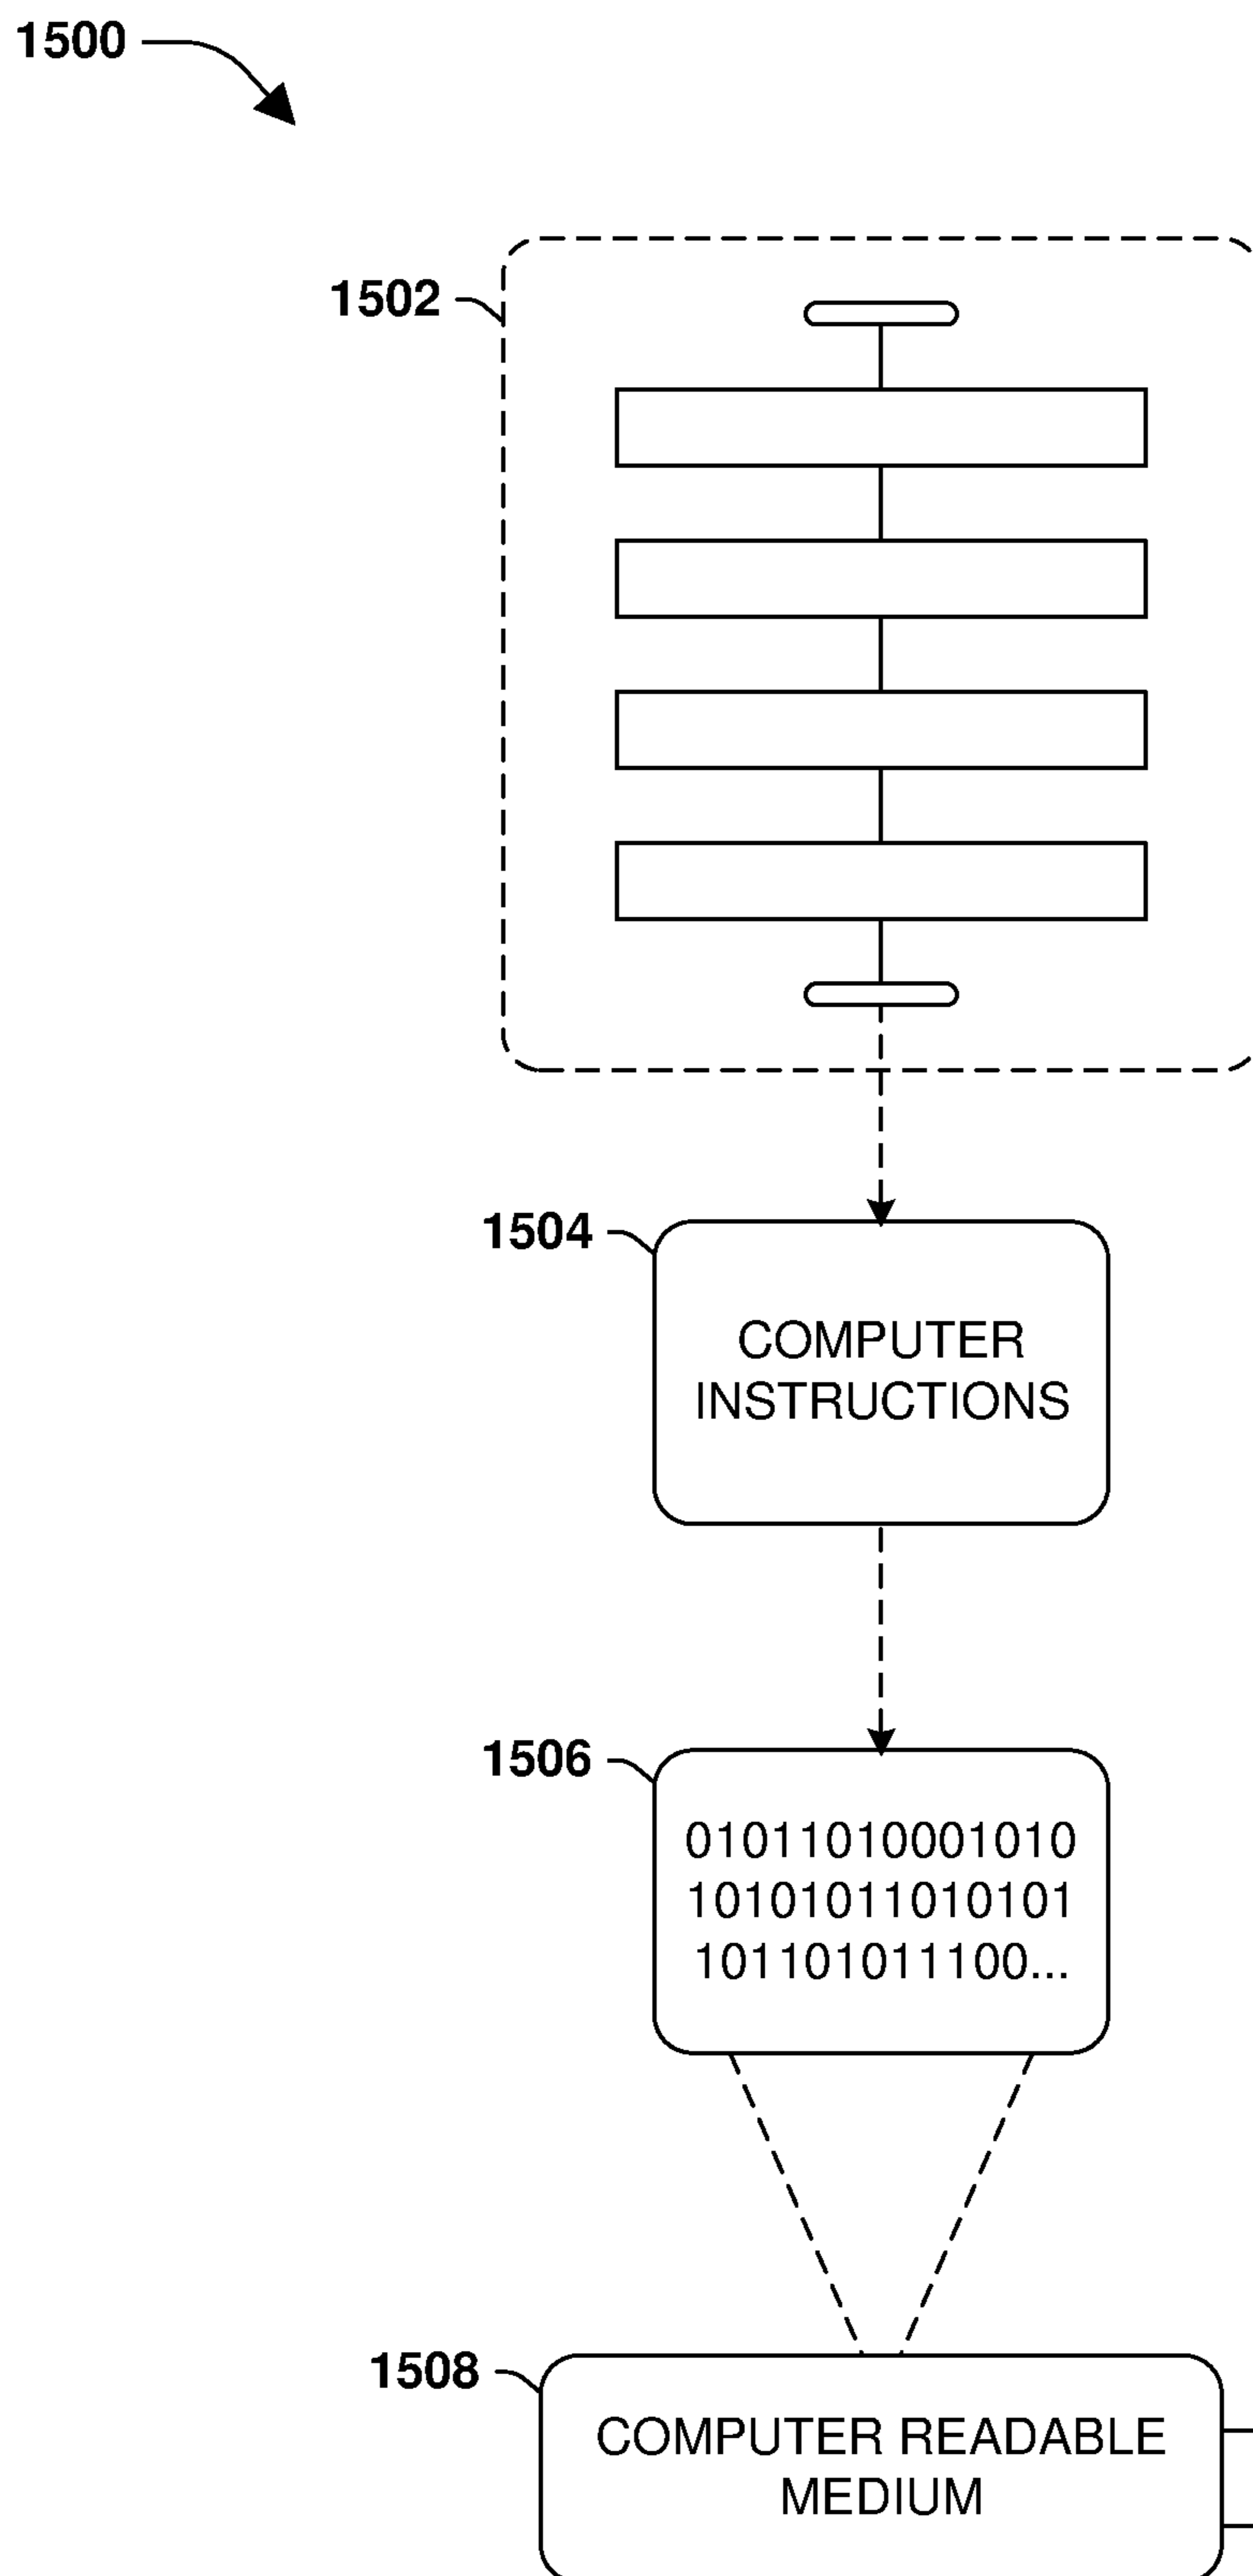 1500
1502
1504
COMPUTER
INSTRUCTIONS
1506
01011010001010
10101011010101
101101011100...
1508
COMPUTER READABLE
MEDIUM